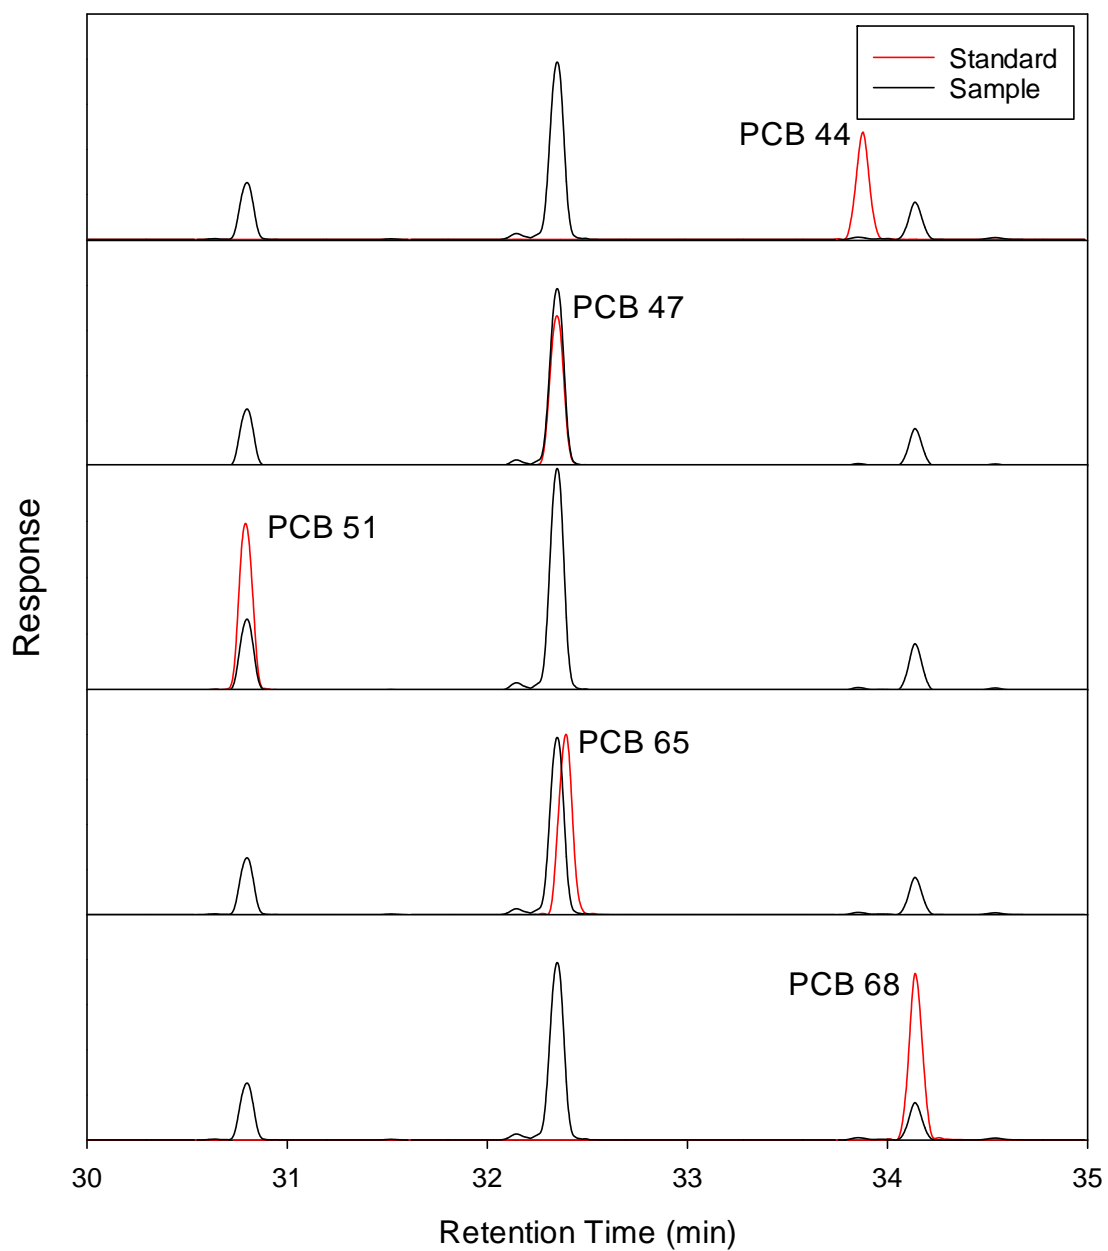 Standard
Sample
PCB 44
PCB 47
PCB 51
PCB 65
PCB 68
Response
30 31 32 33 34 35
Retention Time (min)